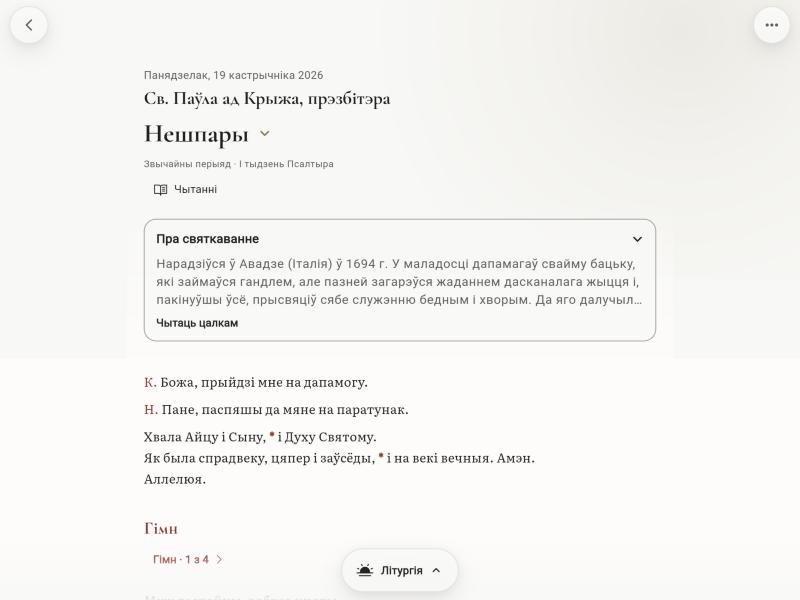 Панядзелак, 19 кастрычніка 2026
Св. Паўла ад Крыжа, прэзбітэра
Нешпары
Звычайны перыяд · I тыдзень Псалтыра
Чытанні
Пра святкаванне
Нарадзіўся ў Авадзе (Італія) ў 1694 г. У маладосці дапамагаў свайму бацьку,
які займаўся гандлем, але пазней загарэўся жаданнем дасканалага жыцця і,
пакінуўшы ўсё, прысвяціў сябе служэнню бедным і хворым. Да яго далучыл…
Чытаць цалкам
К. Божа, прыйдзі мне на дапамогу.
Н. Пане, паспяшы да мяне на паратунак.
Хвала Айцу і Сыну, * і Духу Святому.
Як была спрадвеку, цяпер і заўсёды, * і на векі вечныя. Амэн.
Аллелюя.
Гімн
Гімн · 1 з 4
Літургія